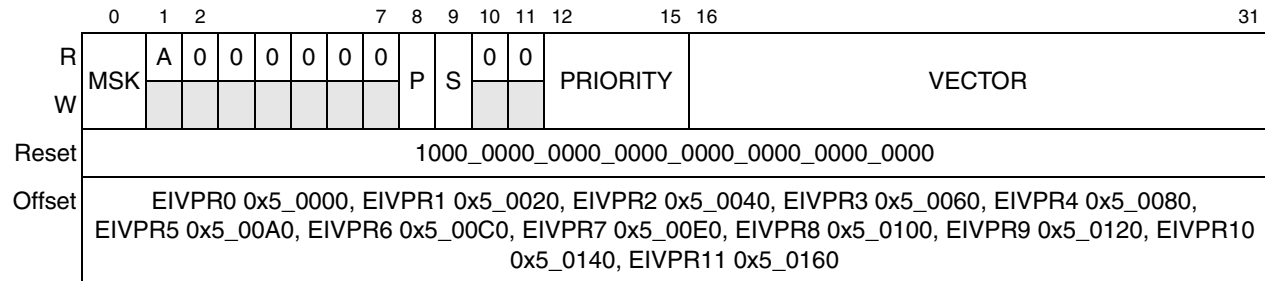 0 1 2 7 8 9 10 11 12 15 16 31
R MSK A 0 0 0 0 0 0 P S 0 0 PRIORITY VECTOR
W
Reset 1000_0000_0000_0000_0000_0000_0000_0000
Offset EIVPR0 0x5_0000, EIVPR1 0x5_0020, EIVPR2 0x5_0040, EIVPR3 0x5_0060, EIVPR4 0x5_0080,
EIVPR5 0x5_00A0, EIVPR6 0x5_00C0, EIVPR7 0x5_00E0, EIVPR8 0x5_0100, EIVPR9 0x5_0120, EIVPR10
0x5_0140, EIVPR11 0x5_0160